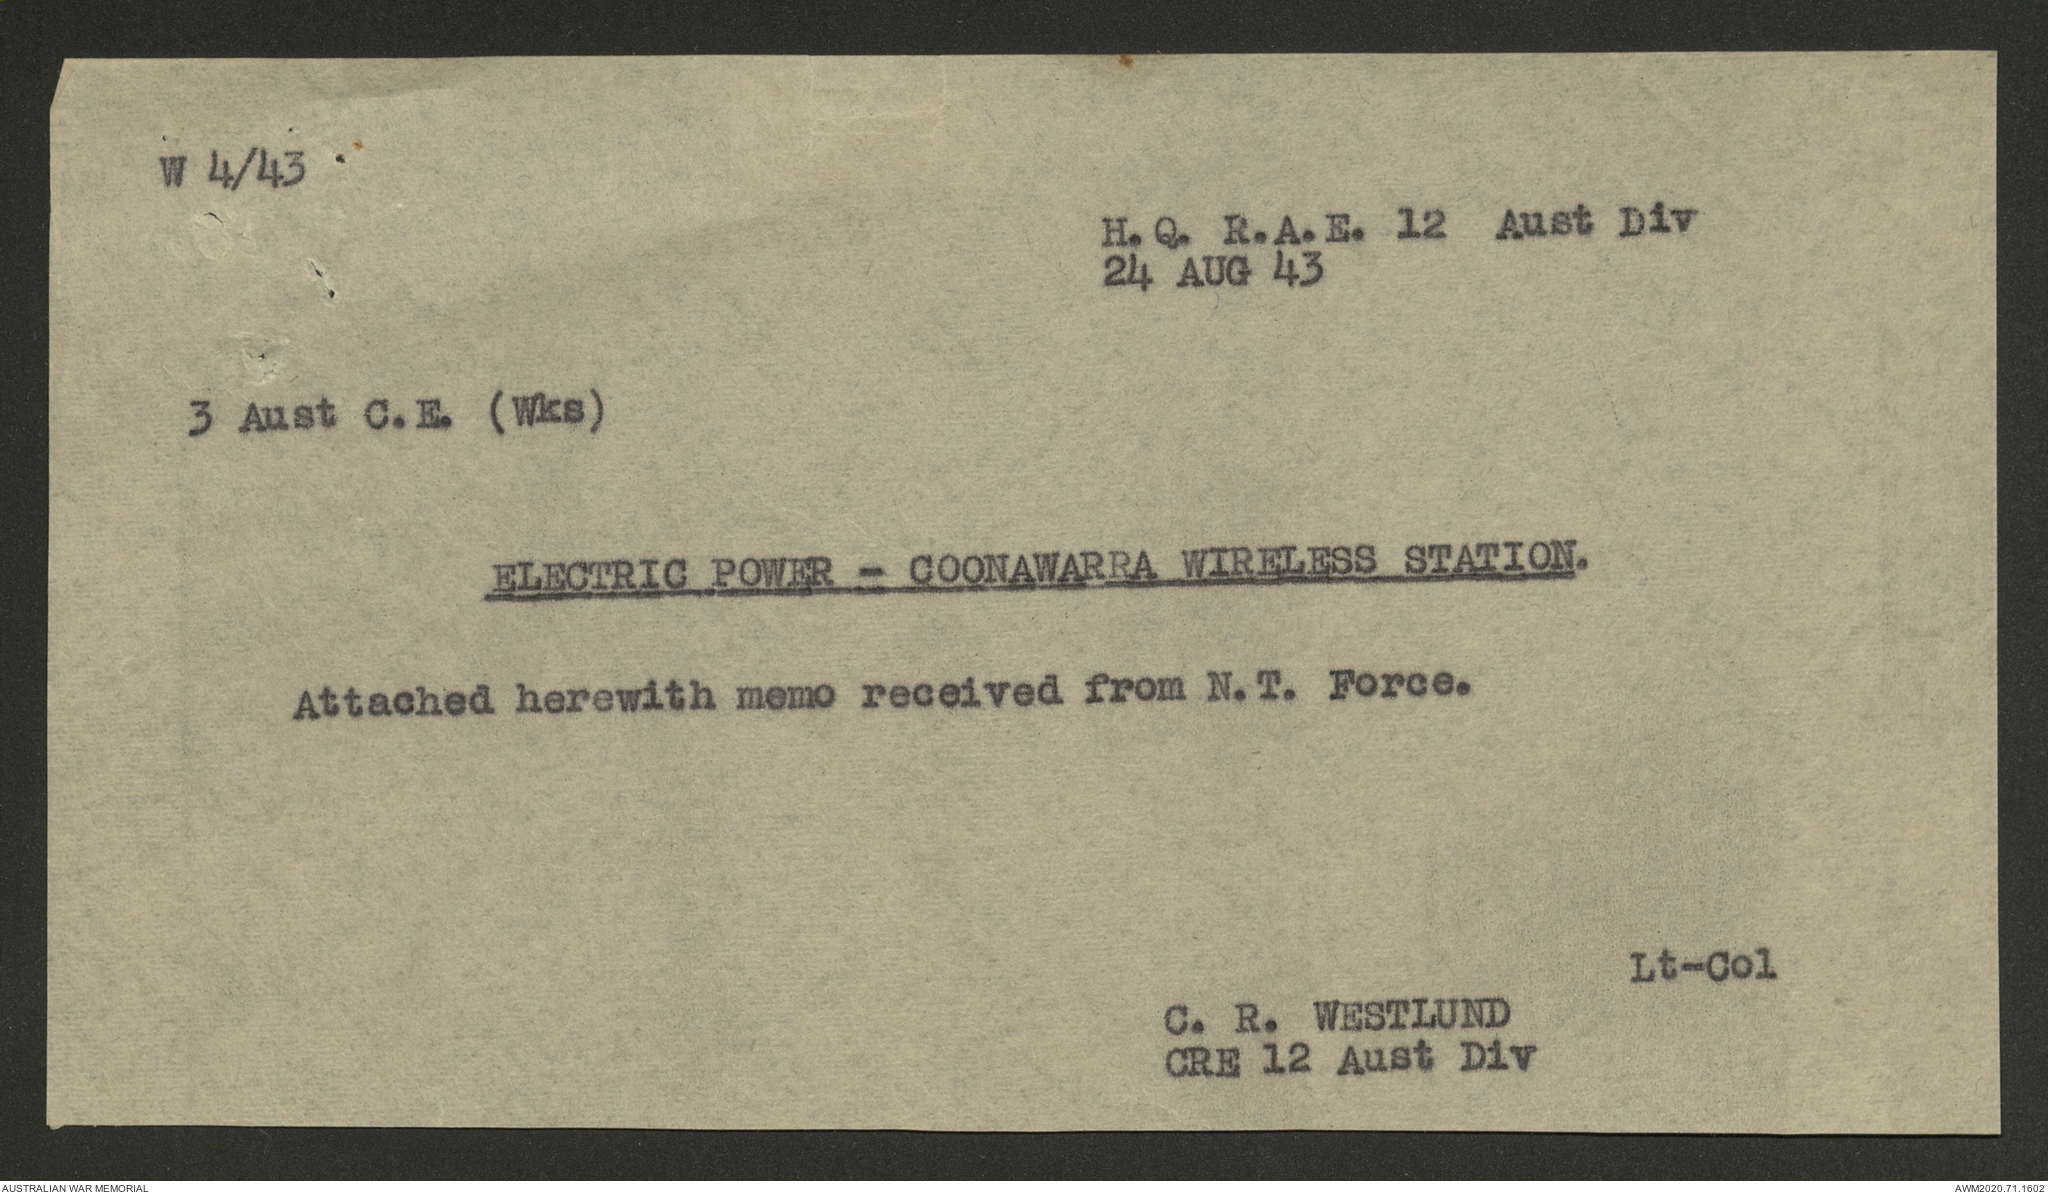 W 4/43
H.Q. R.A.E. 12 Aust Div
24 AUG 43
3 Aust C.E. (Wks)
ELECTRIC POWER - COONAWARRA WIRELESS STATION.
Attached herewith memo received from N.T. Force.
Lt-Col
C. R. WESTLUND
CRE 12 Aust Div
AUSTRALIAN WAR MEMORIAL
AWM2020.71.1602